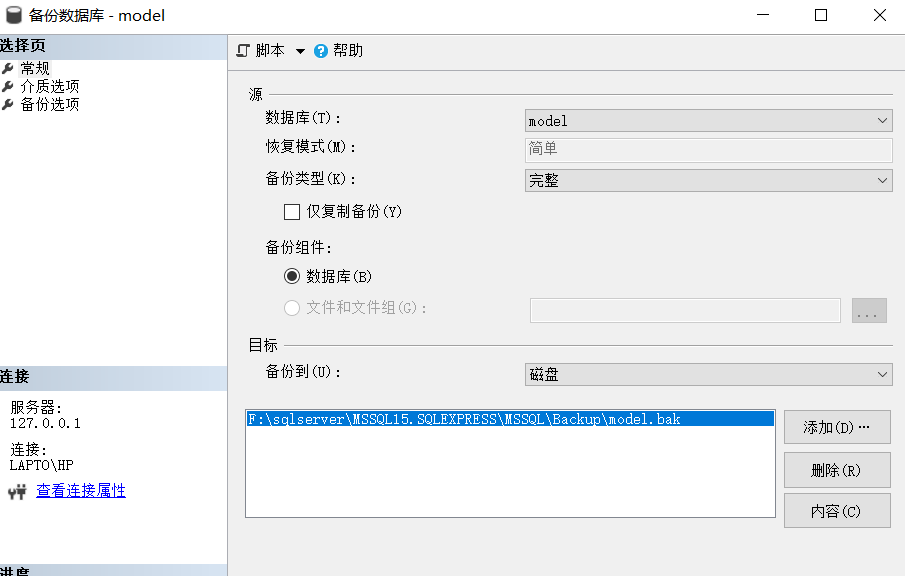 备份数据库 - model
选择页
常规
介质选项
备份选项
脚本
帮助
源
数据库(T):
model
恢复模式(M):
简单
备份类型(K):
完整
仅复制备份(Y)
备份组件:
数据库(B)
文件和文件组(G):
...
目标
备份到(U):
磁盘
F:\sqlserver\MSSQL15.SQLEXPRESS\MSSQL\Backup\model.bak
添加(D)…
删除(R)
内容(C)
连接
服务器:
127.0.0.1
连接:
LAPTO\HP
查看连接属性
进度